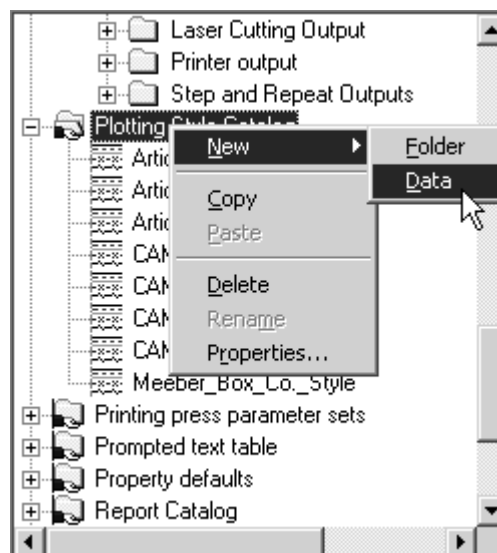 Laser Cutting Output
Printer output
Step and Repeat Outputs
Plotting Style Catalog
New
Folder
Data
Copy
Paste
Delete
Rename
Properties...
Meeber_Box_Co._Style
Printing press parameter sets
Prompted text table
Property defaults
Report Catalog